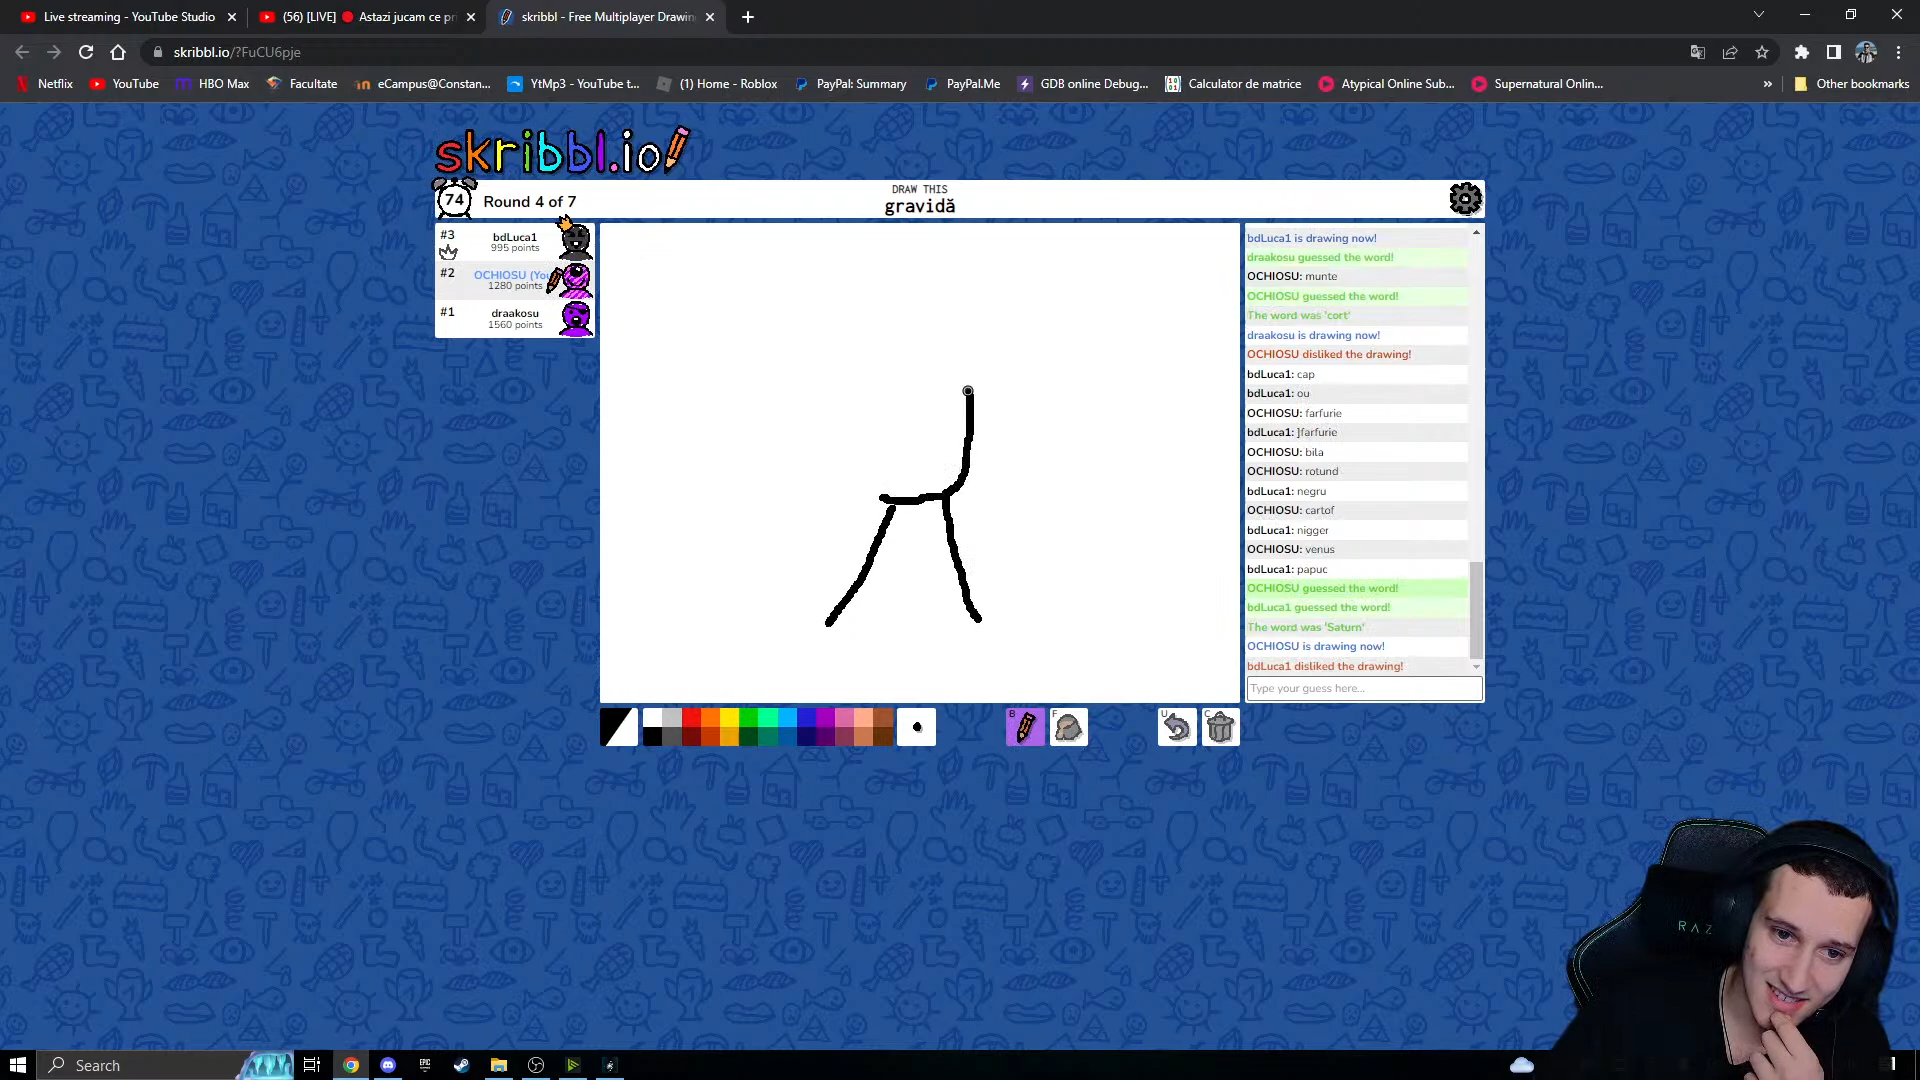 Live streaming - YouTube Studio
(56) [LIVE] 🔴 Astazi jucam ce pri
skribbl - Free Multiplayer Drawin
skribbl.io/?FuCU6pje
Netflix
YouTube
HBO Max
Facultate
eCampus@Constan...
YtMp3 - YouTube t...
(1) Home - Roblox
PayPal: Summary
PayPal.Me
GDB online Debug...
Calculator de matrice
Atypical Online Sub...
Supernatural Onlin...
»
Other bookmarks
skribbl.io
74
Round 4 of 7
DRAW THIS
gravidă
#3
bdLuca1
995 points
#2
OCHIOSU (You
1280 points
#1
draakosu
1560 points
bdLuca1 is drawing now!
draakosu guessed the word!
OCHIOSU: munte
OCHIOSU guessed the word!
The word was 'cort'
draakosu is drawing now!
OCHIOSU disliked the drawing!
bdLuca1: cap
bdLuca1: ou
OCHIOSU: farfurie
bdLuca1: ]farfurie
OCHIOSU: bila
OCHIOSU: rotund
bdLuca1: negru
OCHIOSU: cartof
bdLuca1: nigger
OCHIOSU: venus
bdLuca1: papuc
OCHIOSU guessed the word!
bdLuca1 guessed the word!
The word was 'Saturn'
OCHIOSU is drawing now!
bdLuca1 disliked the drawing!
Type your guess here...
B
F
U
C
RAZ
Search
EPIC